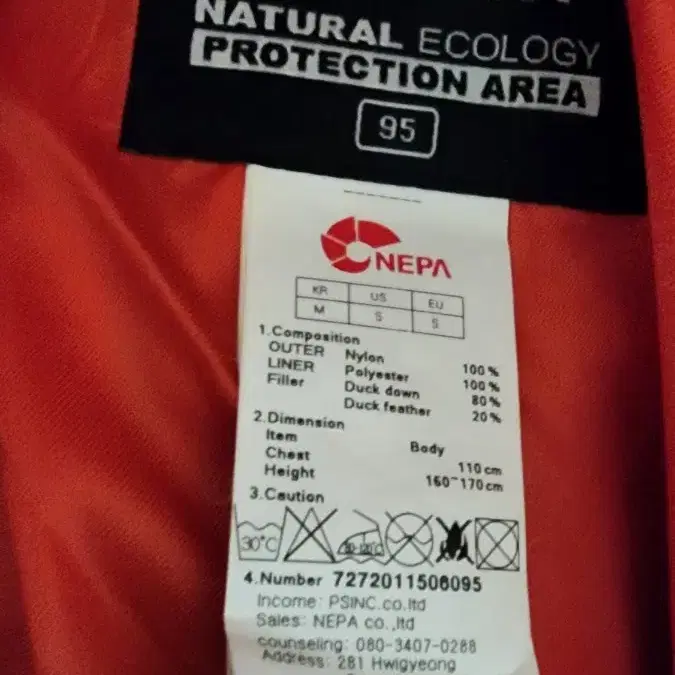 NATURAL ECOLOGY
PROTECTION AREA
95
NEPA
KR US EU
M S S
1.Composition
OUTER Nylon 100%
LINER Polyester 100%
Filler Duck down 80%
Duck feather 20%
2.Dimension
Item Body
Chest 110cm
Height 160~170cm
3.Caution
30°C
4.Number 7272011506095
Income: PSINC.co.ltd
Sales: NEPA co.,ltd
counseling: 080-3407-0288
Address: 281 Hwigyeong